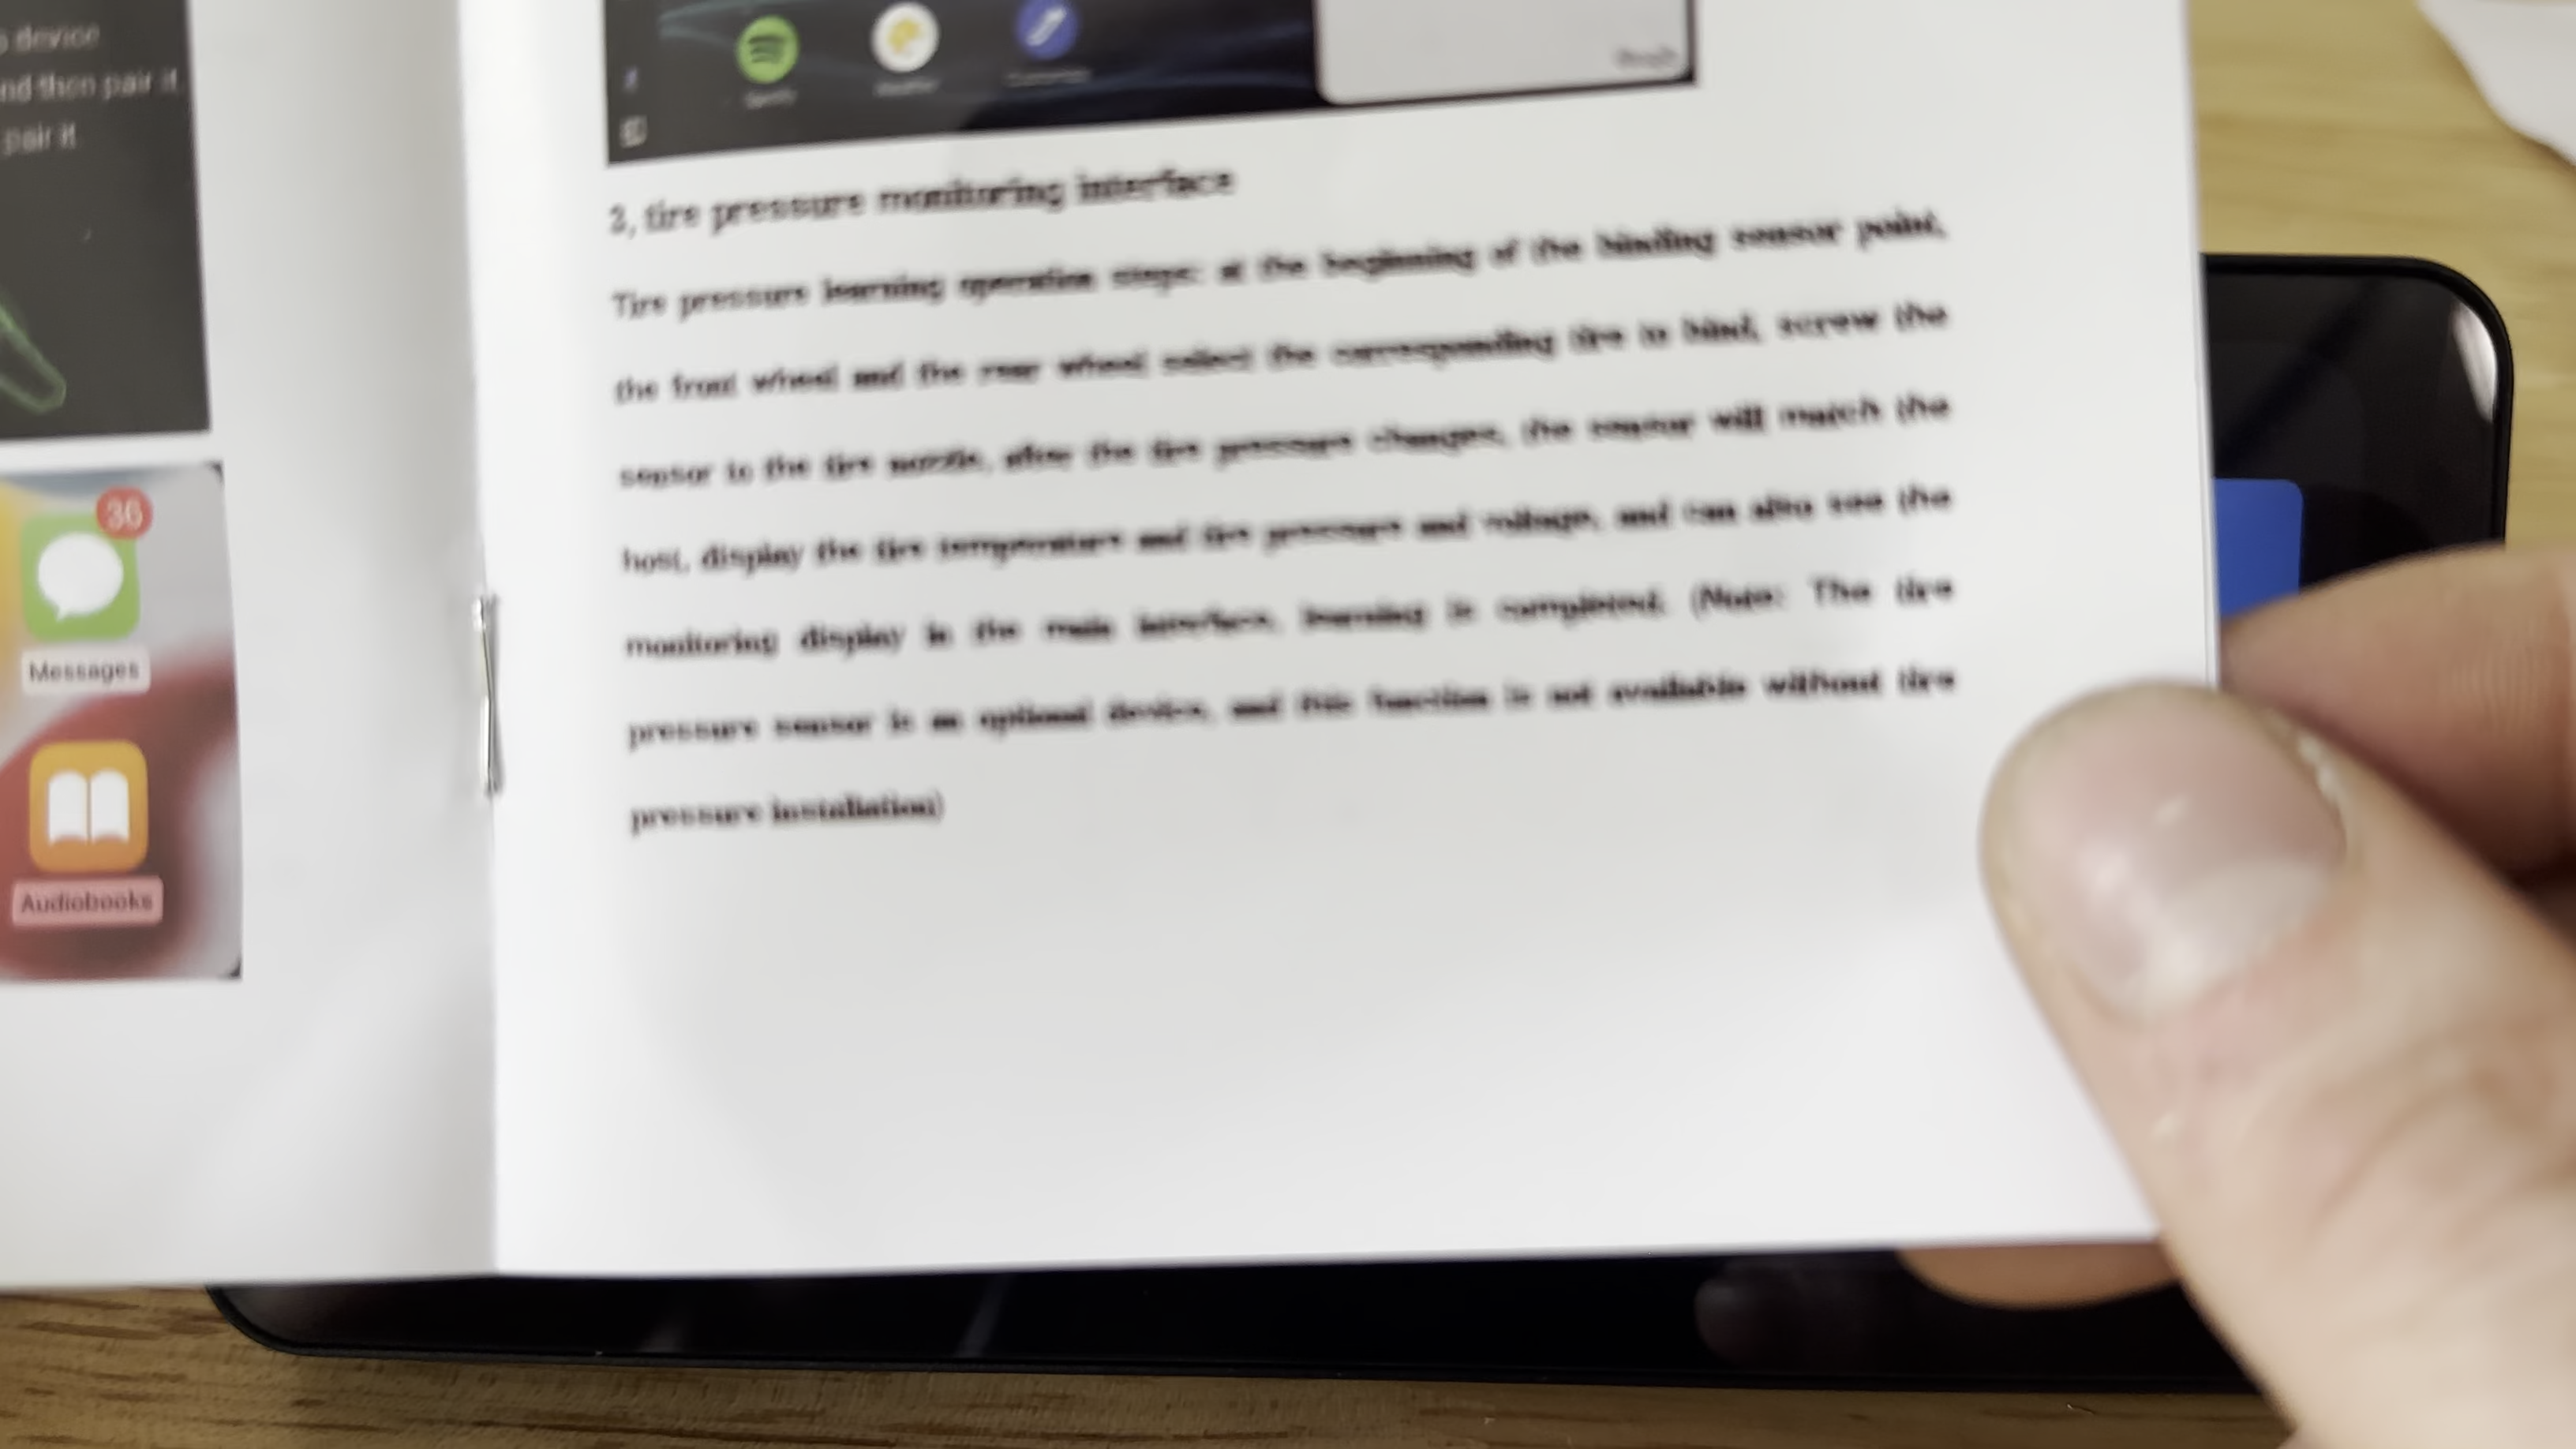 device
nd then pair it
pair it
36
Messages
Audiobooks
Spotify
Weather
2, tire pressure monitoring interface
Tire pressure learning operation steps: at the beginning of the binding sensor point,
the front wheel and the rear wheel select the corresponding tire to bind, screw the
sensor to the tire nozzle, after the tire pressure changes, the sensor will match the
host, display the tire temperature and tire pressure and voltage, and can also see the
monitoring display in the main interface, learning is completed. (Note: The tire
pressure sensor is an optional device, and this function is not available without tire
pressure installation)